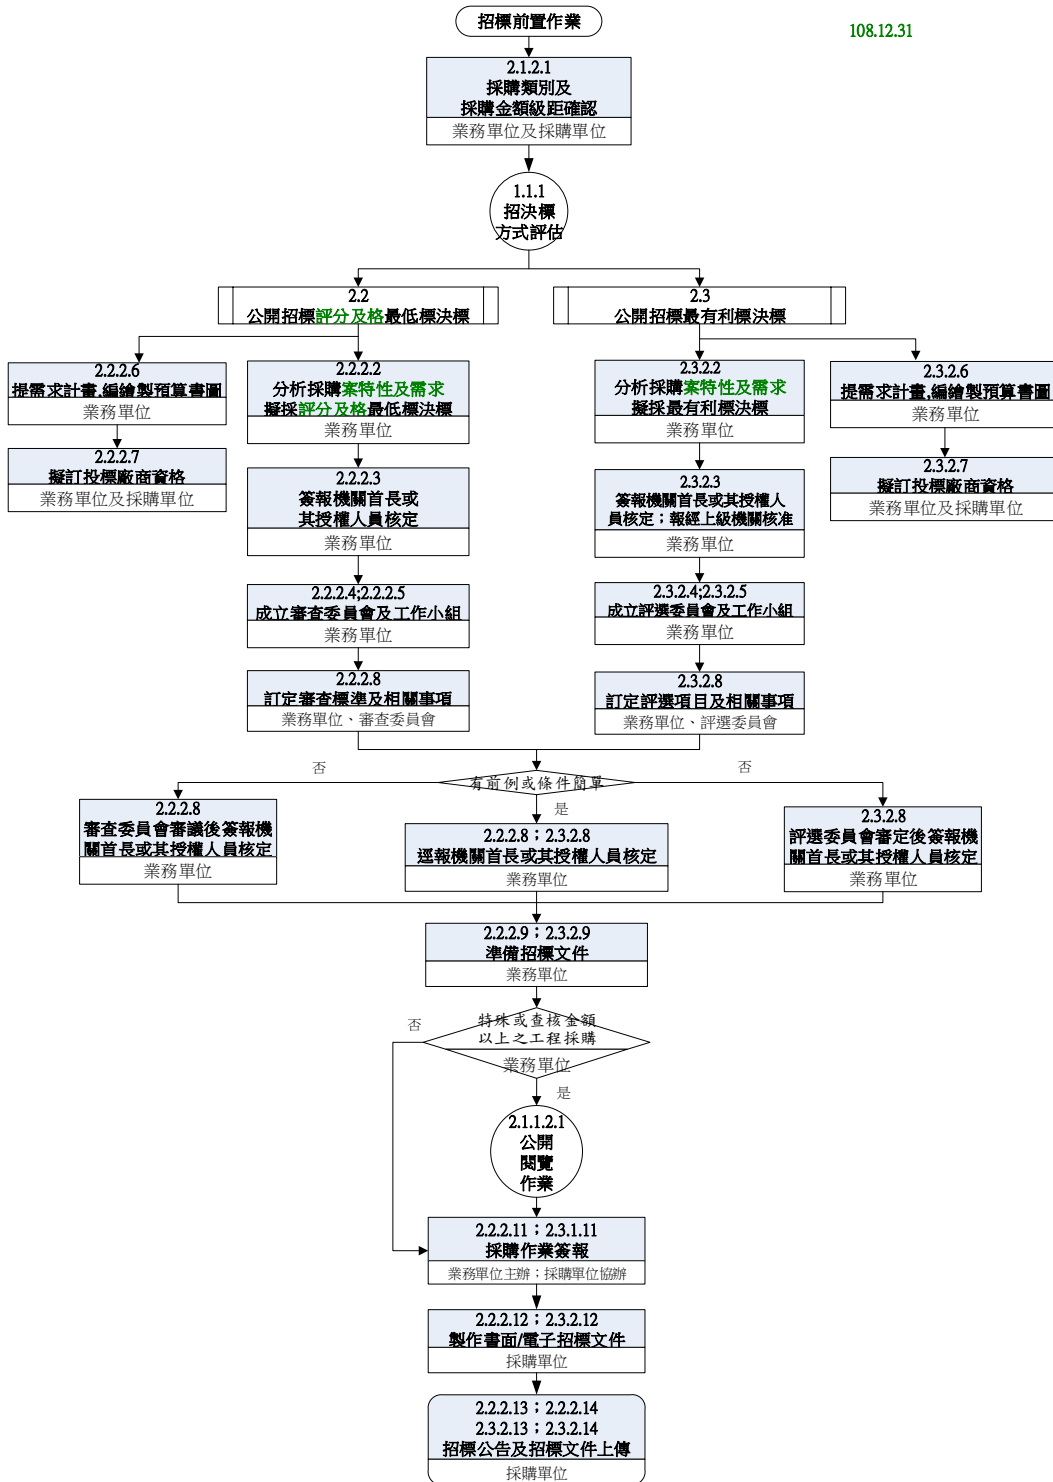 招標前置作業
108.12.31
2.1.2.1
採購類別及
採購金額級距確認
業務單位及採購單位
1.1.1
招決標
方式評估
2.2
公開招標評分及格最低標決標
2.3
公開招標最有利標決標
2.2.2.6
提需求計畫,編繪製預算書圖
業務單位
2.2.2.7
擬訂投標廠商資格
業務單位及採購單位
2.2.2.2
分析採購案特性及需求
擬採評分及格最低標決標
業務單位
2.2.2.3
簽報機關首長或
其授權人員核定
業務單位
2.2.2.4;2.2.2.5
成立審查委員會及工作小組
業務單位
2.2.2.8
訂定審查標準及相關事項
業務單位、審查委員會
2.3.2.2
分析採購案特性及需求
擬採最有利標決標
業務單位
2.3.2.3
簽報機關首長或其授權人
員核定；報經上級機關核准
業務單位
2.3.2.4;2.3.2.5
成立評選委員會及工作小組
業務單位
2.3.2.8
訂定評選項目及相關事項
業務單位、評選委員會
2.3.2.6
提需求計畫,編繪製預算書圖
業務單位
2.3.2.7
擬訂投標廠商資格
業務單位及採購單位
有前例或條件簡單
否
否
是
2.2.2.8
審查委員會審議後簽報機
關首長或其授權人員核定
業務單位
2.2.2.8；2.3.2.8
逕報機關首長或其授權人員核定
業務單位
2.3.2.8
評選委員會審定後簽報機
關首長或其授權人員核定
業務單位
2.2.2.9；2.3.2.9
準備招標文件
業務單位
特殊或查核金額
以上之工程採購
業務單位
否
是
2.1.1.2.1
公開
閱覽
作業
2.2.2.11；2.3.1.11
採購作業簽報
業務單位主辦；採購單位協辦
2.2.2.12；2.3.2.12
製作書面/電子招標文件
採購單位
2.2.2.13；2.2.2.14
2.3.2.13；2.3.2.14
招標公告及招標文件上傳
採購單位